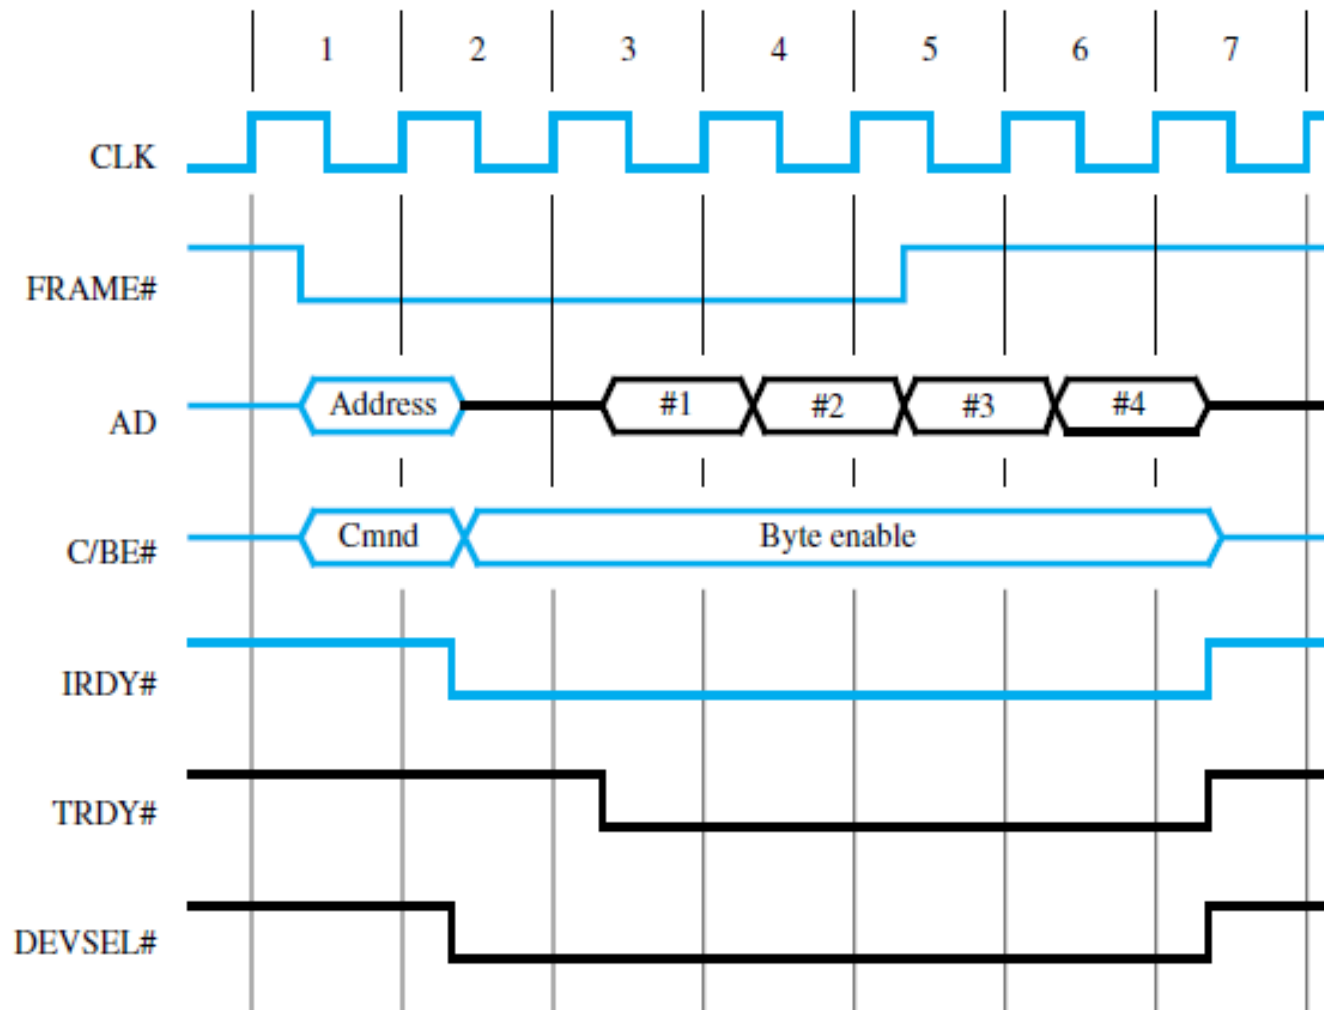 1 2 3 4 5 6 7
CLK
FRAME#
AD Address #1 #2 #3 #4
C/BE# Cmnd Byte enable
IRDY#
TRDY#
DEVSEL#